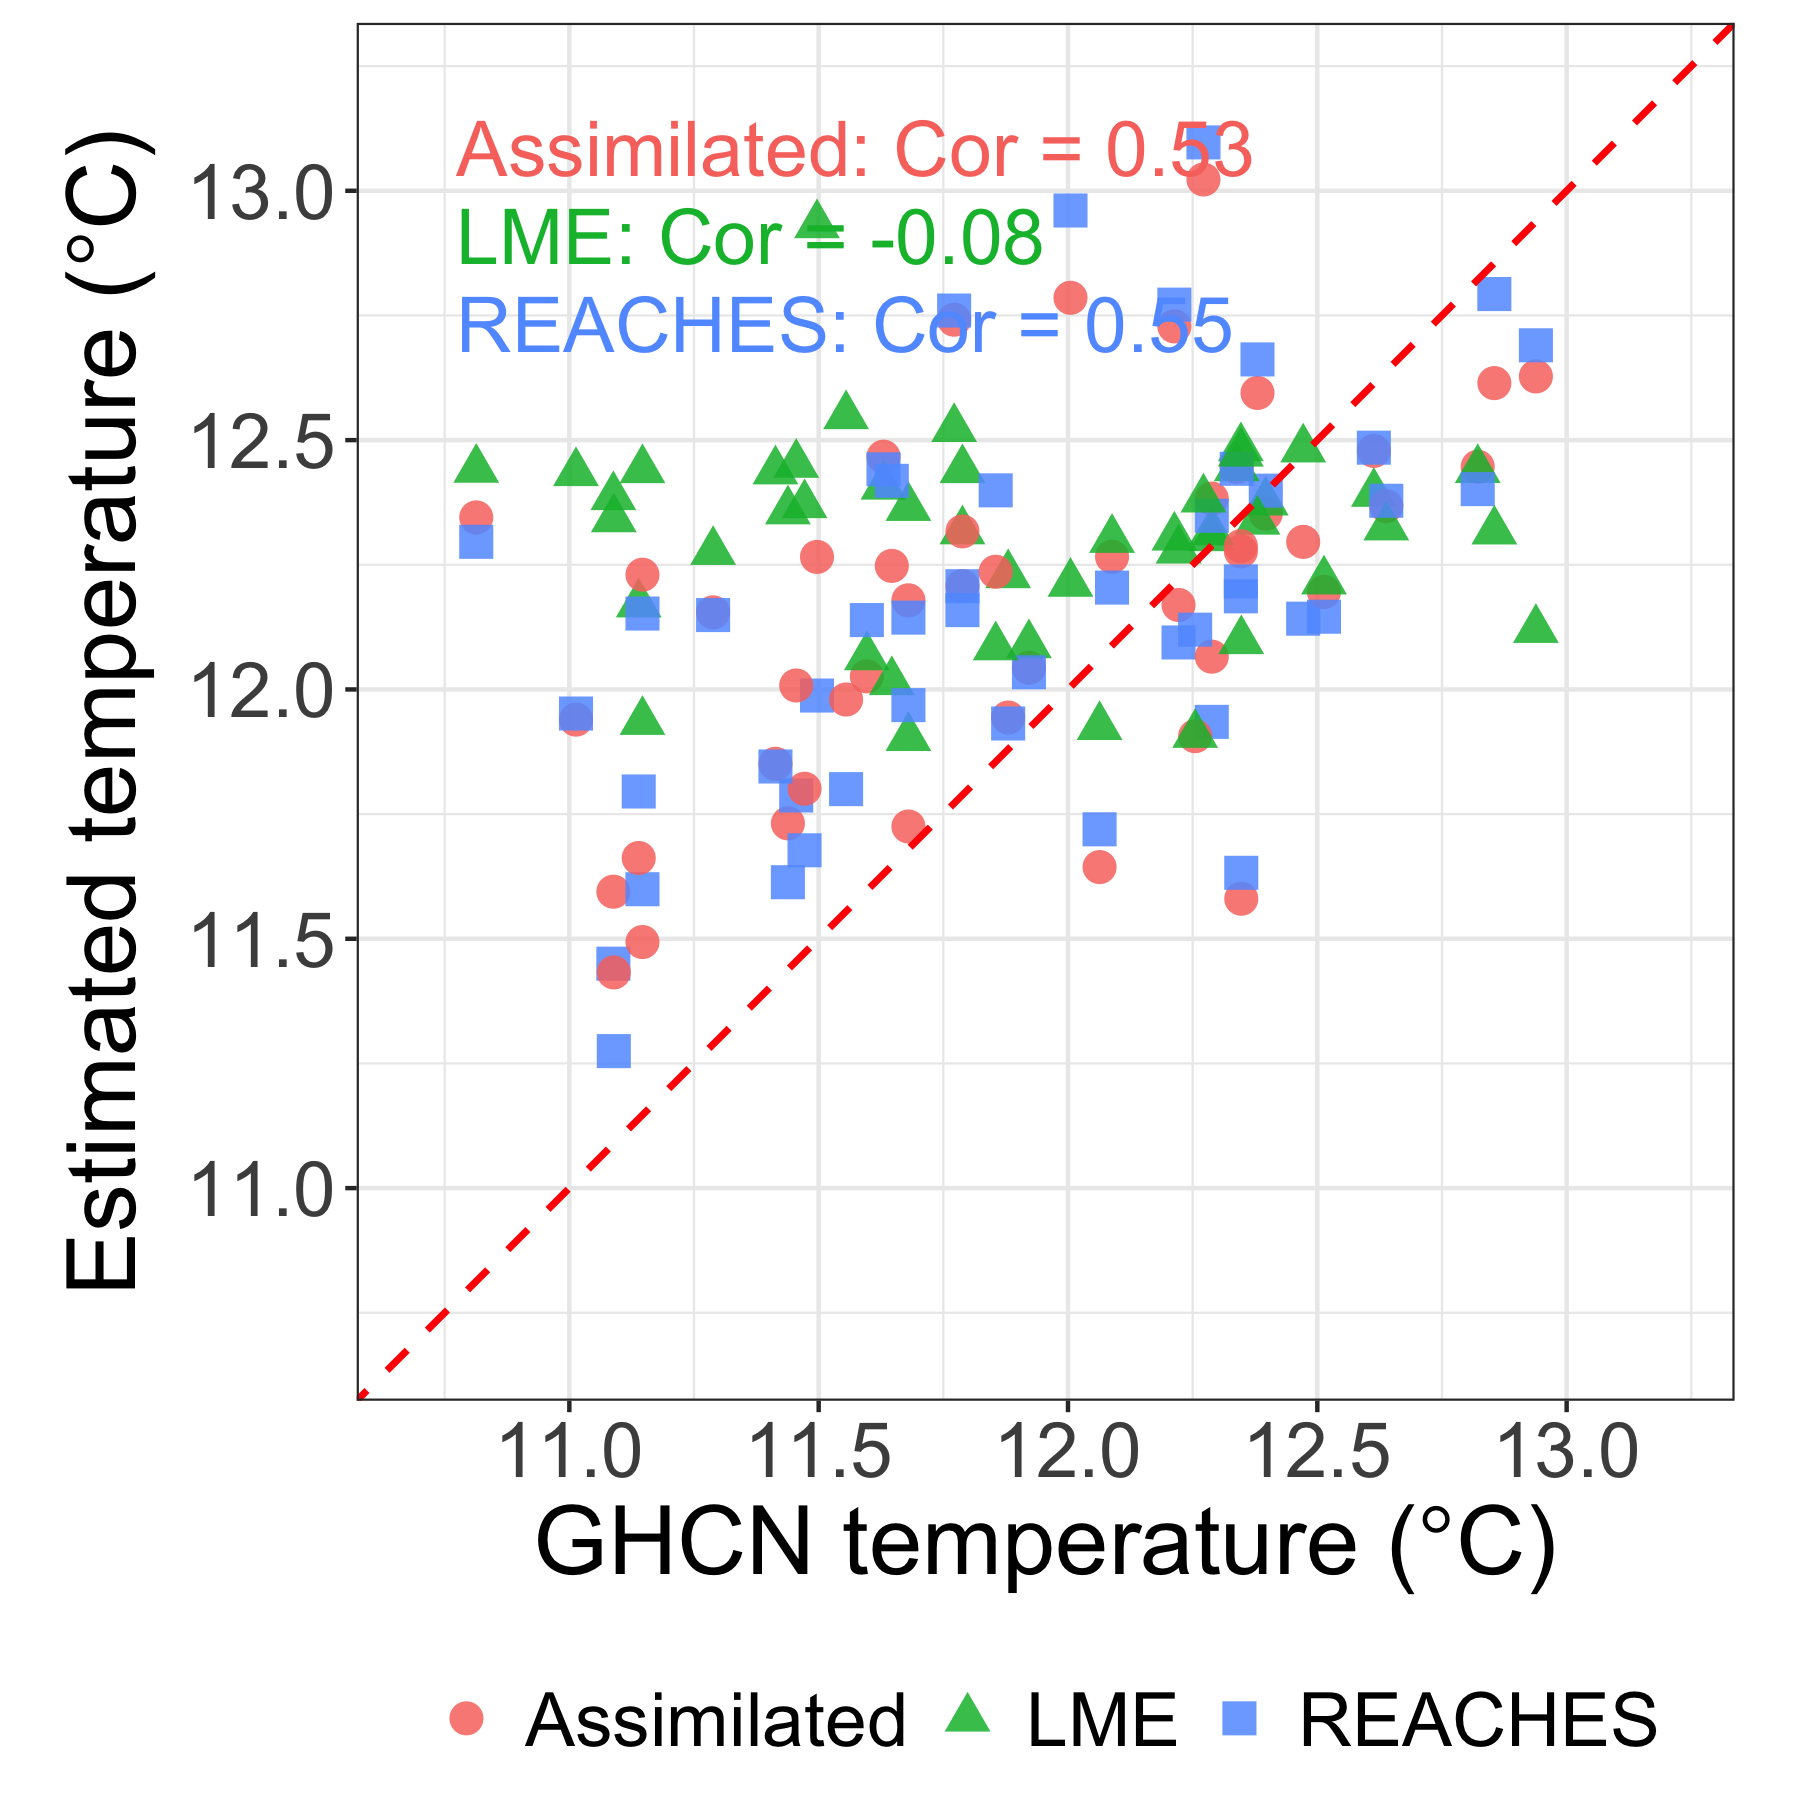 Assimilated: Cor = 0.53
LME: Cor = -0.08
REACHES: Cor = 0.55
Estimated temperature (°C)
13.0
12.5
12.0
11.5
11.0
11.0 11.5 12.0 12.5 13.0
GHCN temperature (°C)
Assimilated LME REACHES